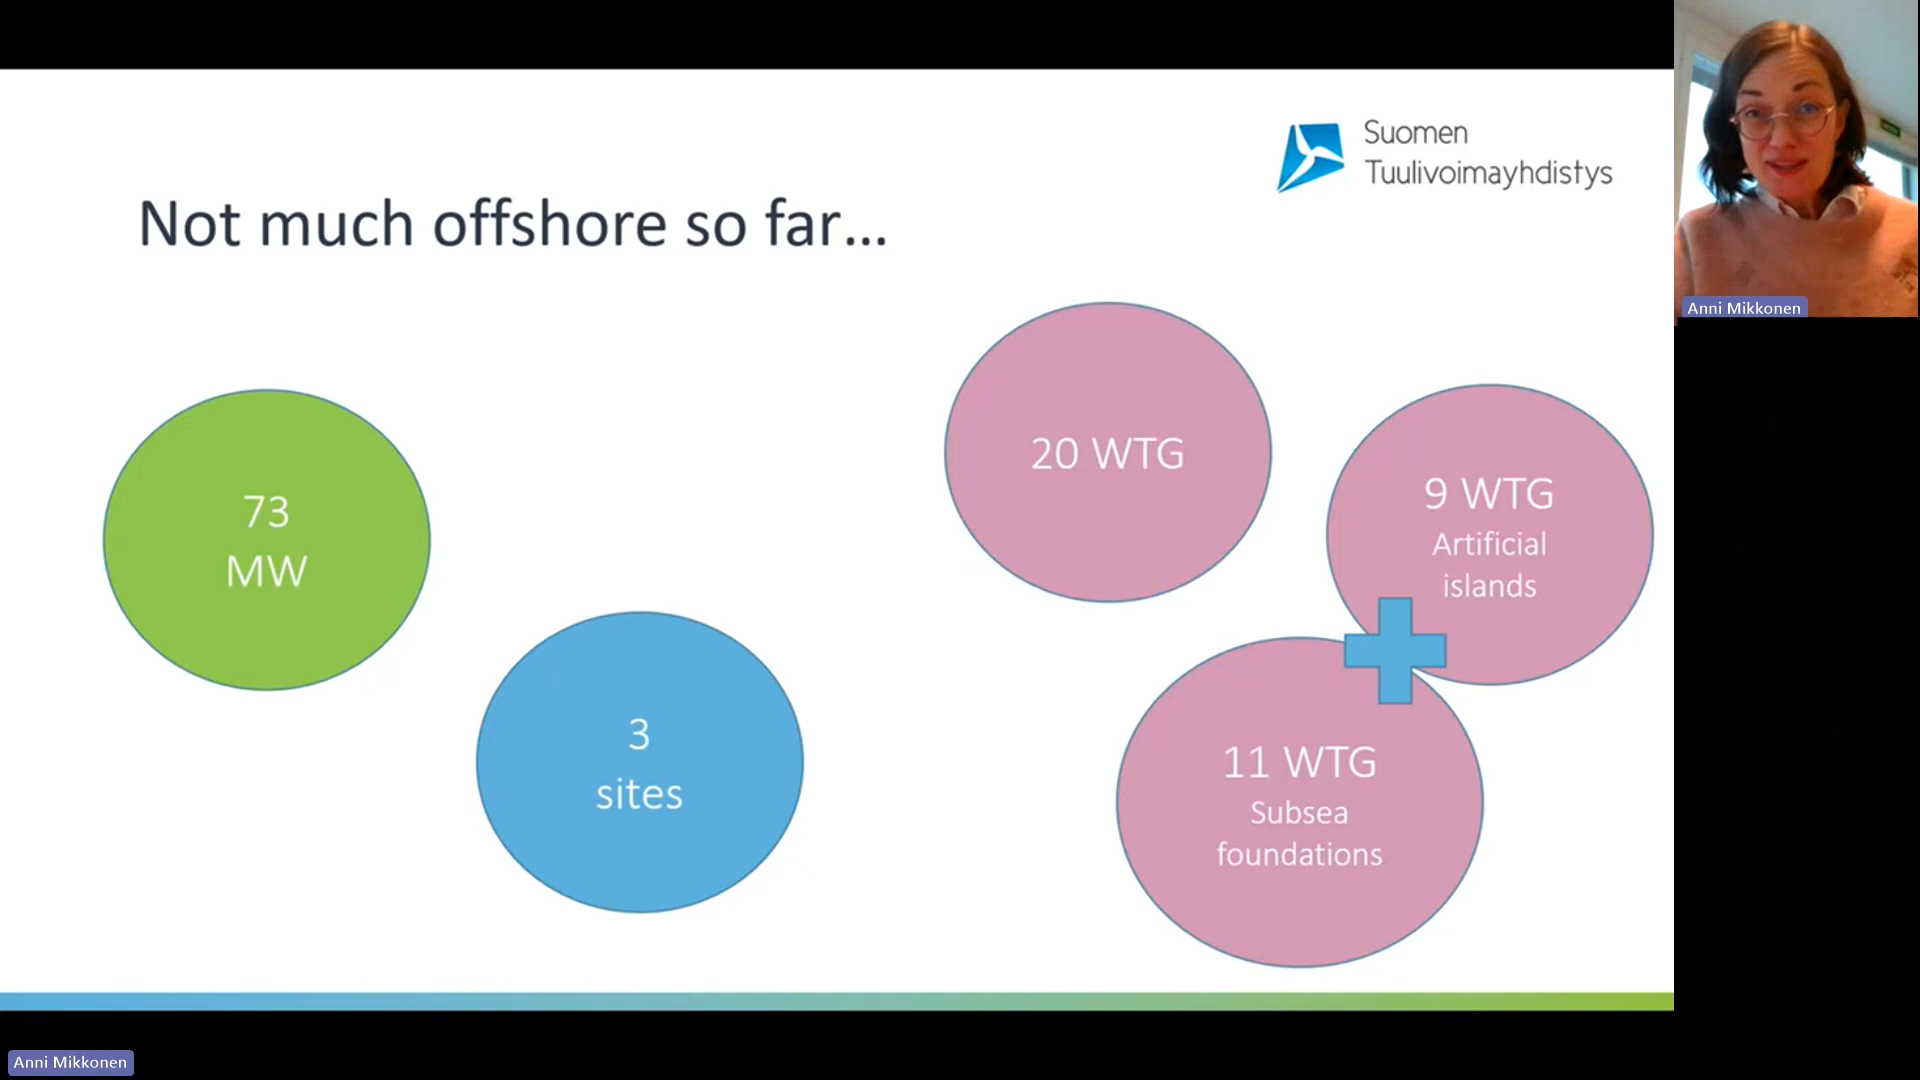 Suomen
Tuulivoimayhdistys
Not much offshore so far...
73
MW
3
sites
20 WTG
9 WTG
Artificial
islands
11 WTG
Subsea
foundations
Anni Mikkonen
Anni Mikkonen